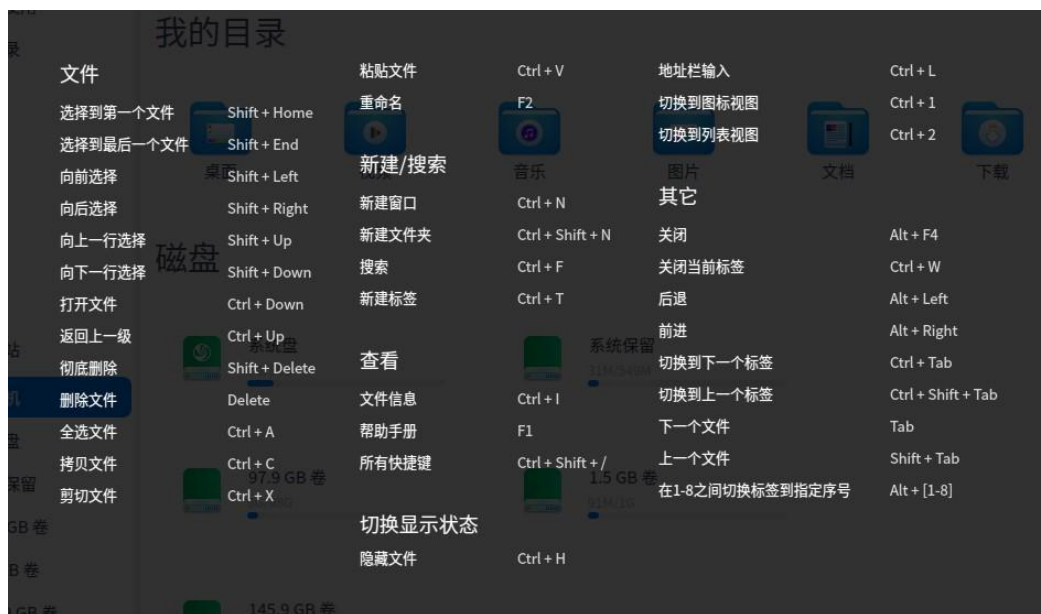 我的目录
文件
选择到第一个文件 Shift + Home
选择到最后一个文件 Shift + End
向前选择 Shift + Left
向后选择 Shift + Right
向上一行选择 Shift + Up
向下一行选择 Shift + Down
打开文件 Ctrl + Down
返回上一级 Ctrl + Up
彻底删除 Shift + Delete
删除文件 Delete
全选文件 Ctrl + A
拷贝文件 Ctrl + C
剪切文件 Ctrl + X
粘贴文件 Ctrl + V
重命名 F2
新建/搜索
新建窗口 Ctrl + N
新建文件夹 Ctrl + Shift + N
搜索 Ctrl + F
新建标签 Ctrl + T
查看
文件信息 Ctrl + I
帮助手册 F1
所有快捷键 Ctrl + Shift + /
切换显示状态
隐藏文件 Ctrl + H
地址栏输入 Ctrl + L
切换到图标视图 Ctrl + 1
切换到列表视图 Ctrl + 2
其它
关闭 Alt + F4
关闭当前标签 Ctrl + W
后退 Alt + Left
前进 Alt + Right
切换到下一个标签 Ctrl + Tab
切换到上一个标签 Ctrl + Shift + Tab
下一个文件 Tab
上一个文件 Shift + Tab
在1-8之间切换标签到指定序号 Alt + [1-8]
桌面
音乐
图片
文档
下载
磁盘
系统盘
系统保留
97.9 GB 卷
1.5 GB 卷
145.9 GB 卷